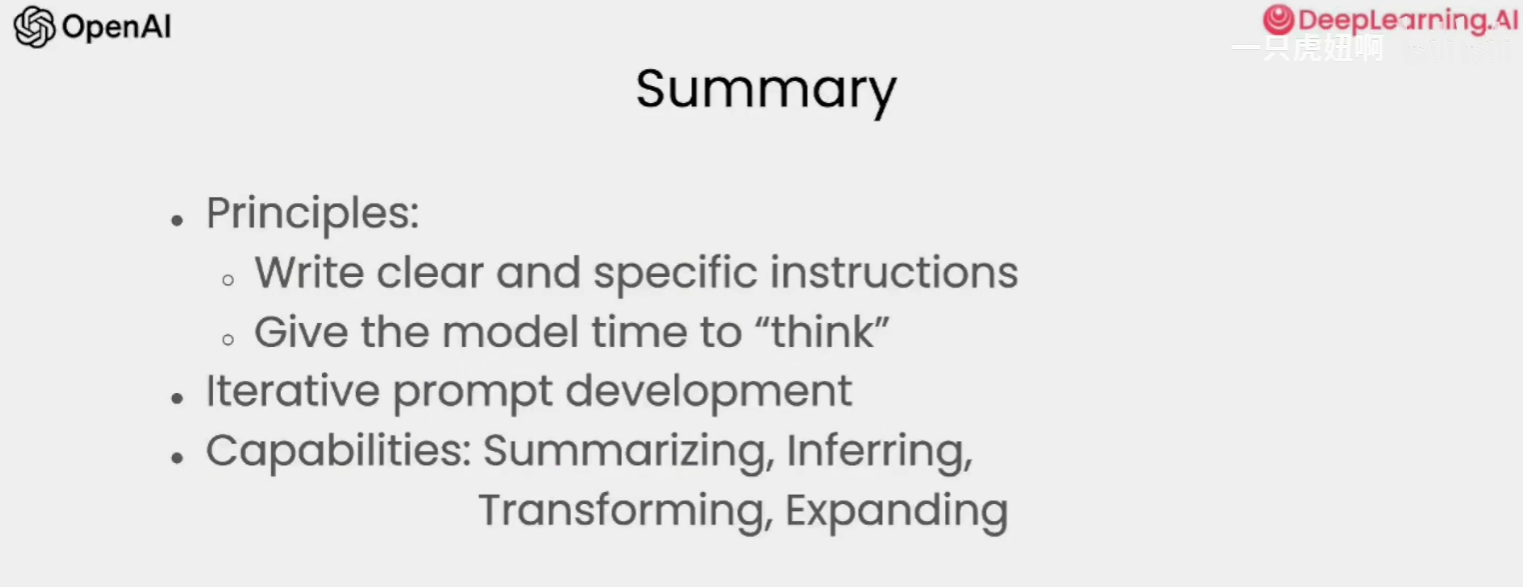 OpenAI
DeepLearning.AI
一只虎妞啊
Summary
• Principles:
◦ Write clear and specific instructions
◦ Give the model time to “think”
• Iterative prompt development
• Capabilities: Summarizing, Inferring,
Transforming, Expanding